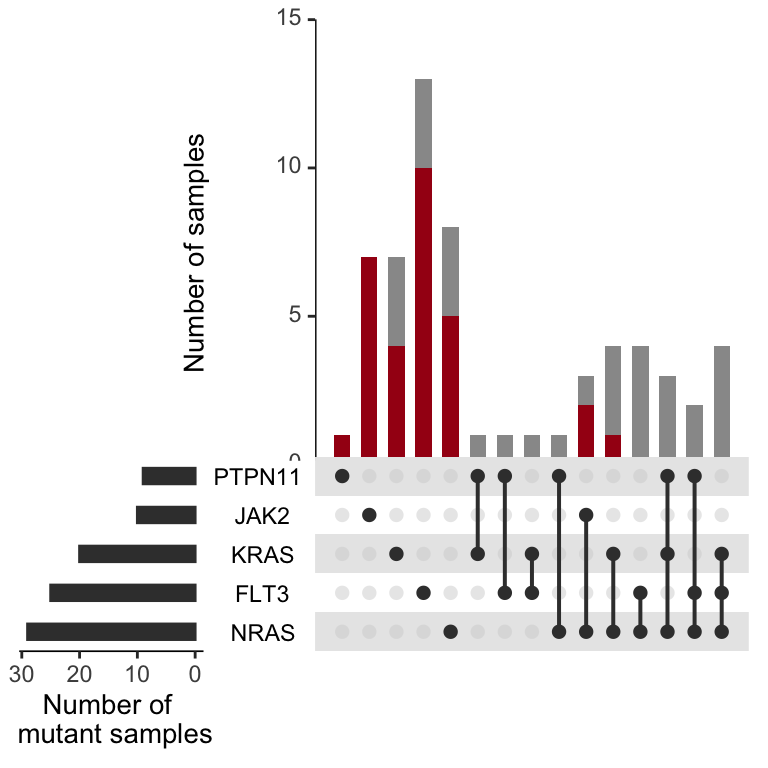 15
10
5
0
Number of samples
PTPN11
JAK2
KRAS
FLT3
NRAS
30 20 10 0
Number of
mutant samples